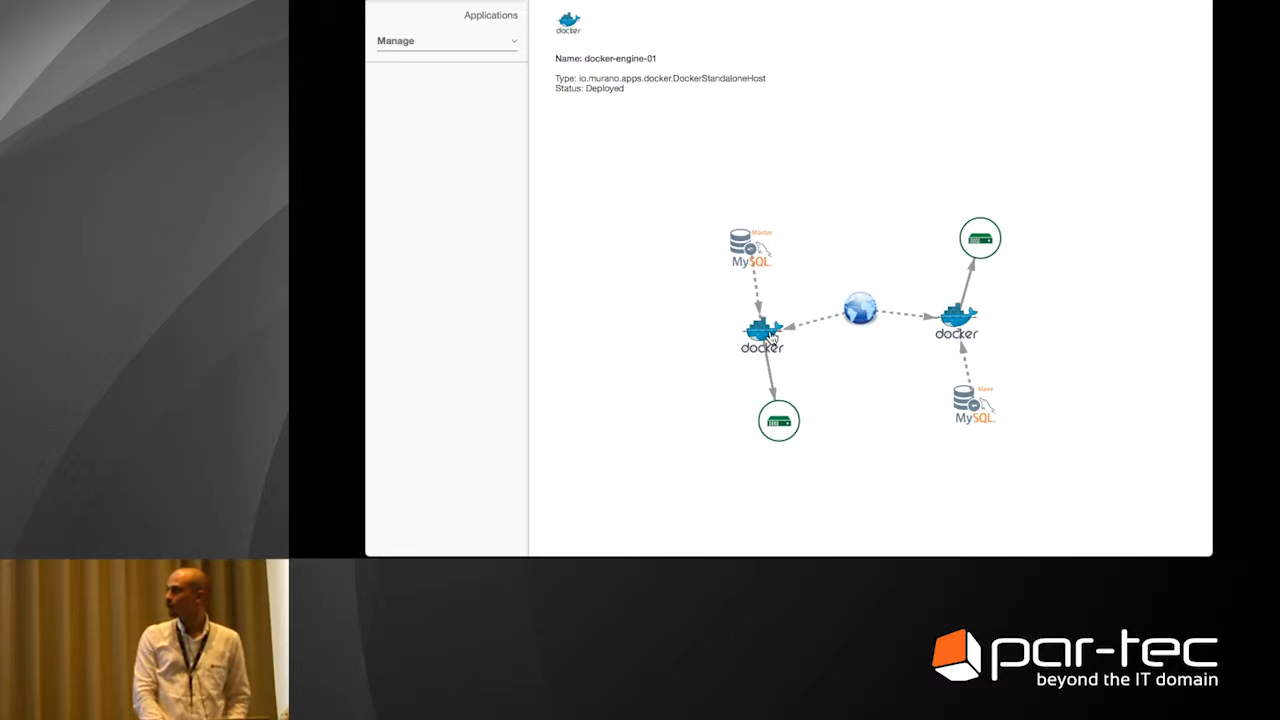 Applications
Manage
docker
Name: docker-engine-01
Type: io.murano.apps.docker.DockerStandaloneHost
Status: Deployed
Master
MySQL
docker
docker
Slave
MySQL
par-tec
beyond the IT domain